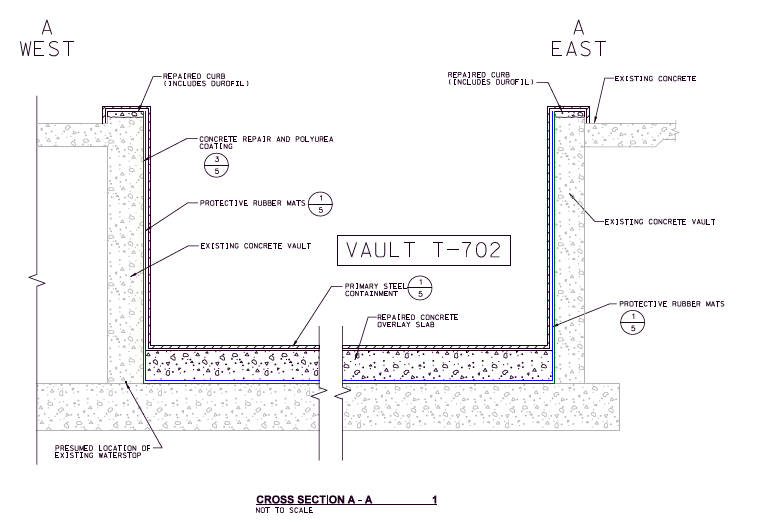 A
WEST
A
EAST
REPAIRED CURB
(INCLUDES DUROFIL)
REPAIRED CURB
(INCLUDES DUROFIL)
EXISTING CONCRETE
CONCRETE REPAIR AND POLYUREA
COATING
3
5
PROTECTIVE RUBBER MATS
1
5
EXISTING CONCRETE VAULT
EXISTING CONCRETE VAULT
VAULT T-702
PRIMARY STEEL
CONTAINMENT
1
5
REPAIRED CONCRETE
OVERLAY SLAB
PROTECTIVE RUBBER MATS
1
5
PRESUMED LOCATION OF
EXISTING WATERSTOP
CROSS SECTION A - A 1
NOT TO SCALE